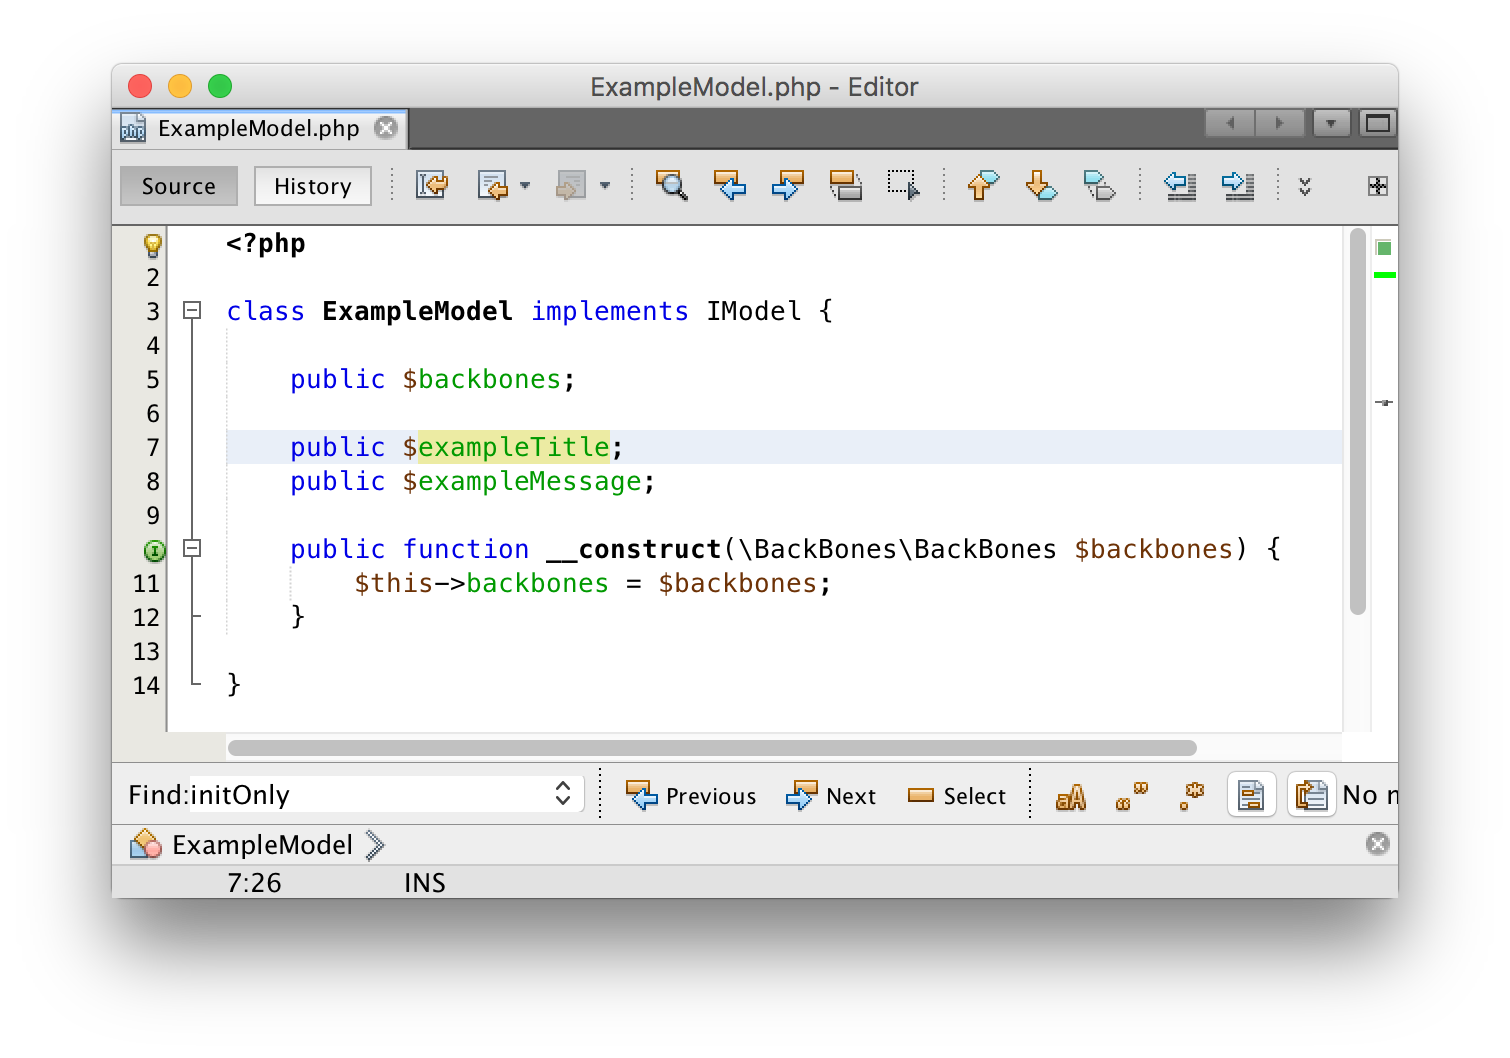 ExampleModel.php - Editor
php ExampleModel.php
Source History
<?php
2
3 class ExampleModel implements IModel {
4
5 public $backbones;
6
7 public $exampleTitle;
8 public $exampleMessage;
9
I public function __construct(\BackBones\BackBones $backbones) {
11 $this->backbones = $backbones;
12 }
13
14 }
Find: initOnly Previous Next Select aA “” .* No
ExampleModel
7:26 INS